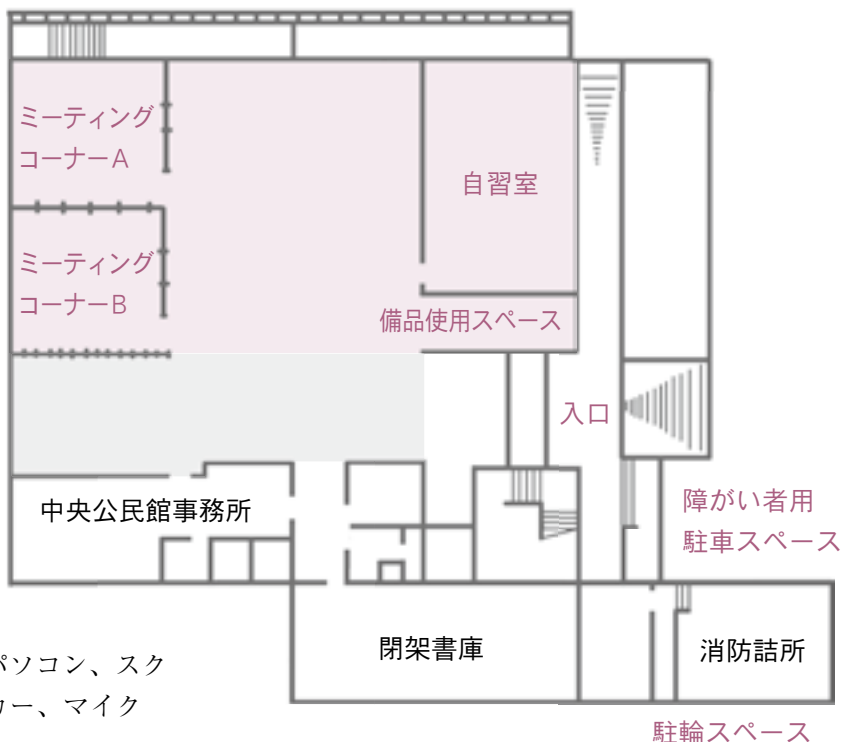 ミーティング
コーナーA
自習室
ミーティング
コーナーB
備品使用スペース
入口
中央公民館事務所
障がい者用
駐車スペース
閉架書庫
消防詰所
パソコン、スク
カー、マイク
駐輪スペース